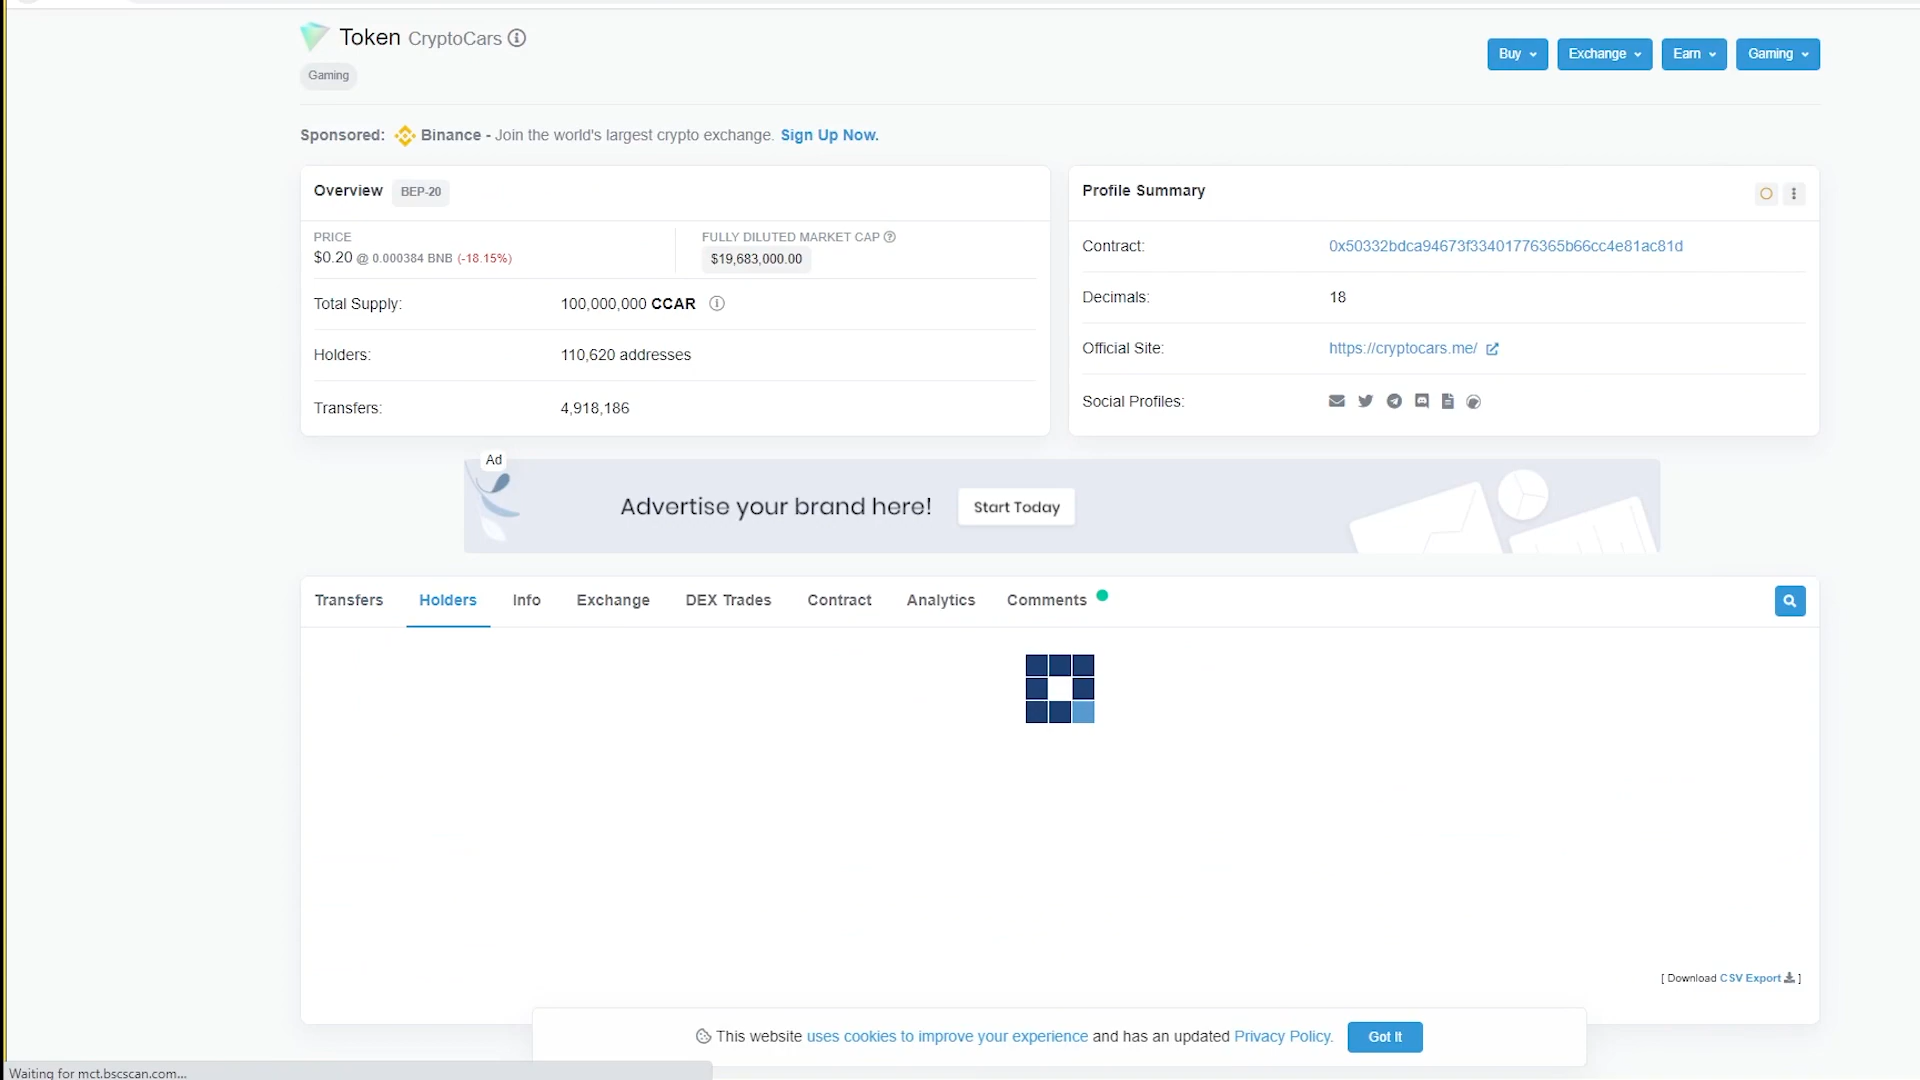 Token CryptoCars
Gaming
Buy
Exchange
Earn
Gaming
Sponsored: Binance - Join the world's largest crypto exchange. Sign Up Now.
Overview BEP-20
PRICE
$0.20 @ 0.000384 BNB (-18.15%)
FULLY DILUTED MARKET CAP
$19,683,000.00
Total Supply: 100,000,000 CCAR
Holders: 110,620 addresses
Transfers: 4,918,186
Profile Summary
Contract: 0x50332bdca94673f33401776365b66cc4e81ac81d
Decimals: 18
Official Site: https://cryptocars.me/
Social Profiles:
Ad
Advertise your brand here! Start Today
Transfers Holders Info Exchange DEX Trades Contract Analytics Comments
[ Download CSV Export ]
This website uses cookies to improve your experience and has an updated Privacy Policy. Got It
Waiting for mct.bscscan.com...